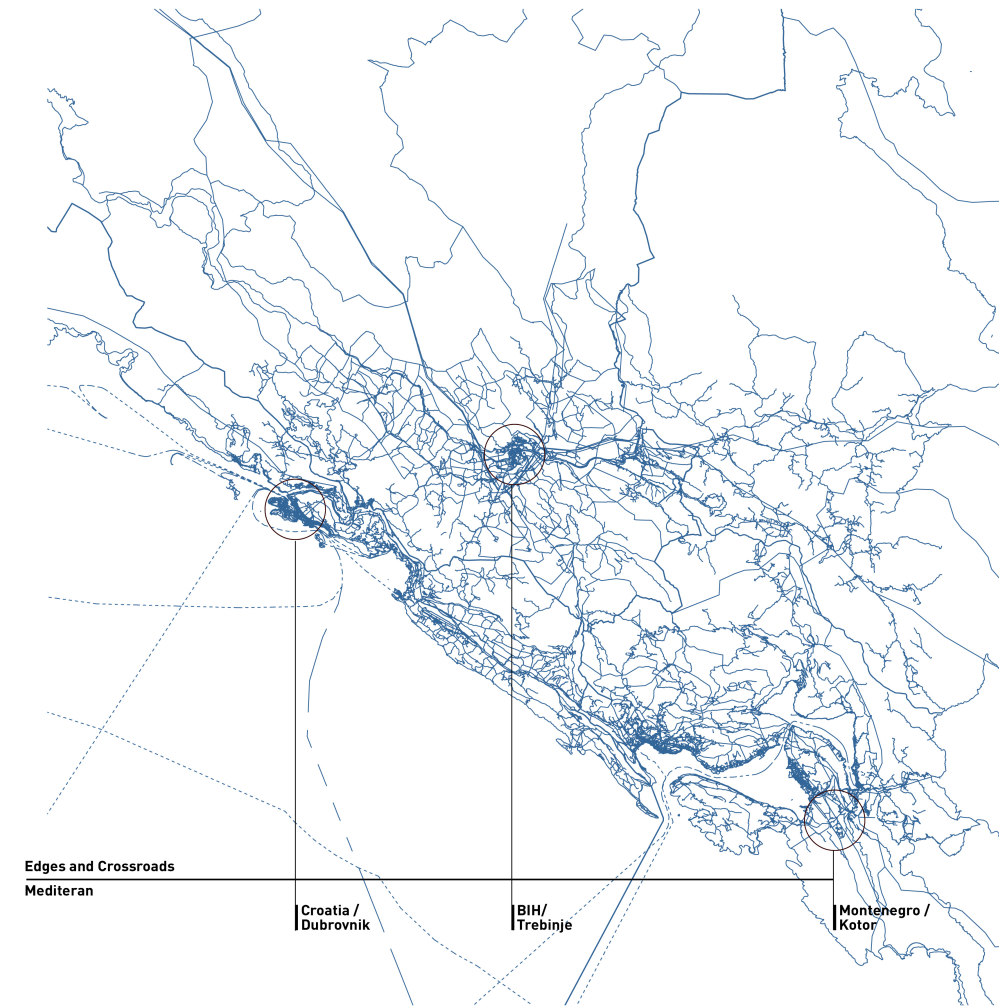 Edges and Crossroads
Mediteran
Croatia /
Dubrovnik
BIH/
Trebinje
Montenegro /
Kotor